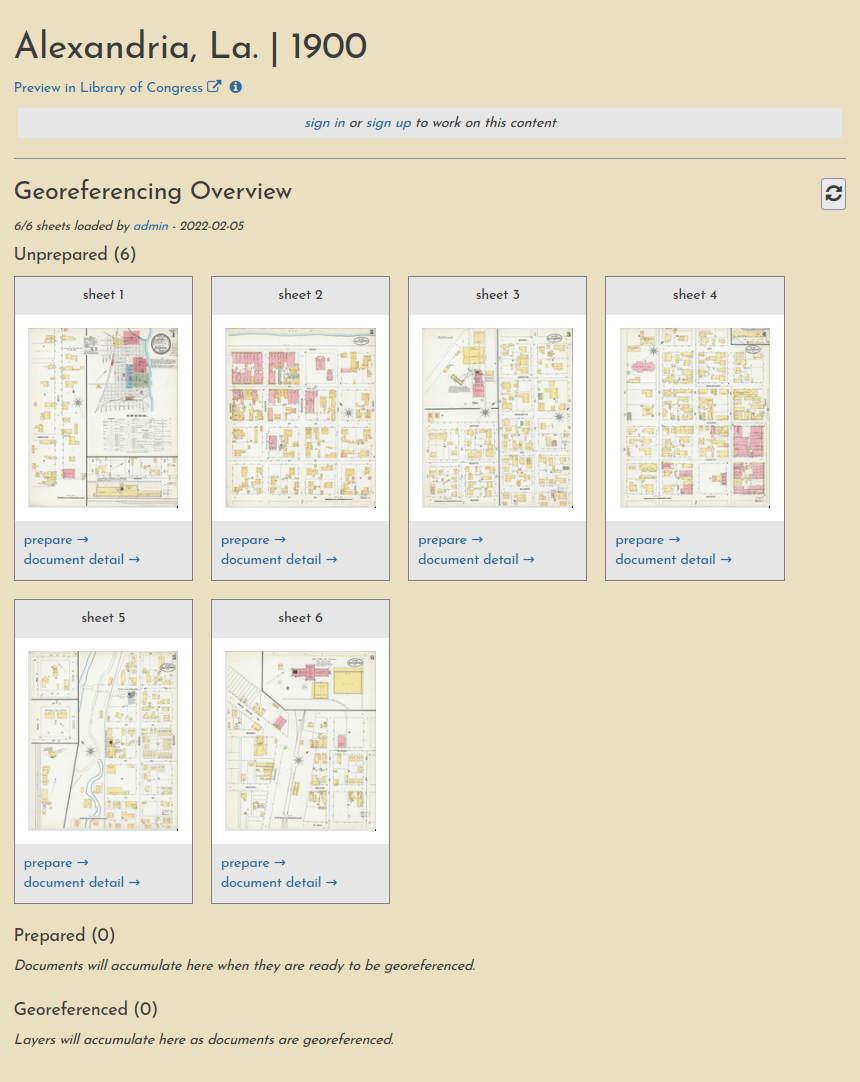 Alexandria, La. | 1900
Preview in Library of Congress
sign in or sign up to work on this content
Georeferencing Overview
6/6 sheets loaded by admin - 2022-02-05
Unprepared (6)
sheet 1
sheet 2
sheet 3
sheet 4
prepare →
document detail →
prepare →
document detail →
prepare →
document detail →
prepare →
document detail →
sheet 5
sheet 6
prepare →
document detail →
prepare →
document detail →
Prepared (0)
Documents will accumulate here when they are ready to be georeferenced.
Georeferenced (0)
Layers will accumulate here as documents are georeferenced.